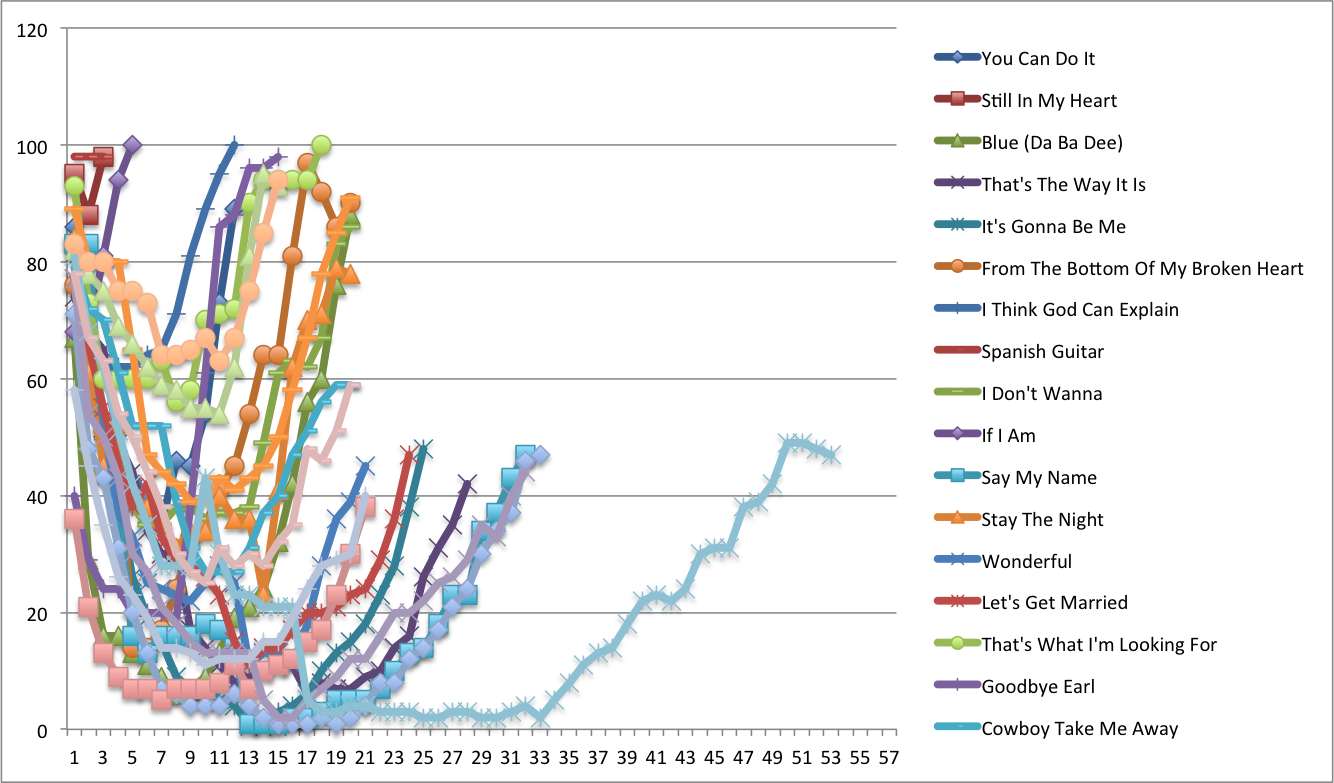 120
100
80
60
40
20
0
1 3 5 7 9 11 13 15 17 19 21 23 25 27 29 31 33 35 37 39 41 43 45 47 49 51 53 55 57
You Can Do It
Still In My Heart
Blue (Da Ba Dee)
That's The Way It Is
It's Gonna Be Me
From The Bottom Of My Broken Heart
I Think God Can Explain
Spanish Guitar
I Don't Wanna
If I Am
Say My Name
Stay The Night
Wonderful
Let's Get Married
That's What I'm Looking For
Goodbye Earl
Cowboy Take Me Away